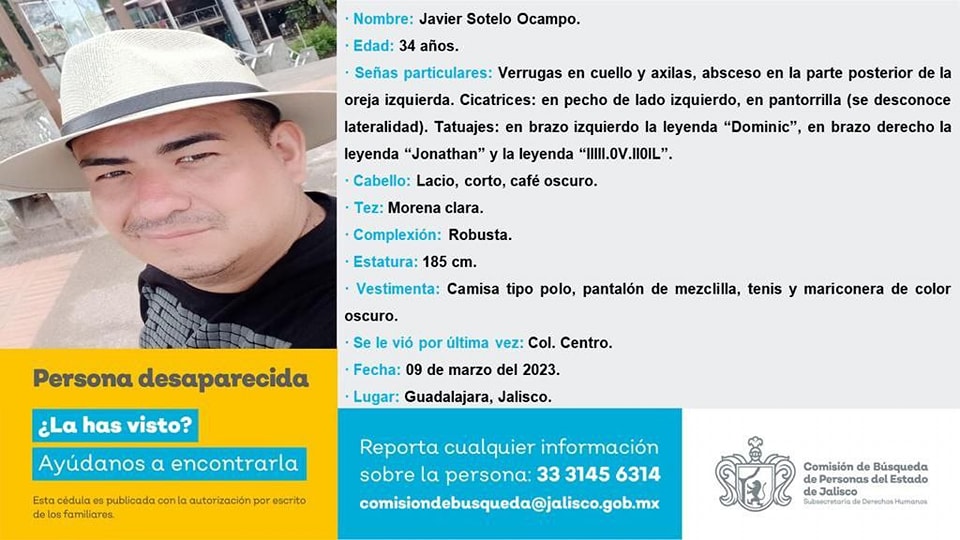 · Nombre: Javier Sotelo Ocampo.
· Edad: 34 años.
· Señas particulares: Verrugas en cuello y axilas, absceso en la parte posterior de la
oreja izquierda. Cicatrices: en pecho de lado izquierdo, en pantorrilla (se desconoce
lateralidad). Tatuajes: en brazo izquierdo la leyenda “Dominic”, en brazo derecho la
leyenda “Jonathan” y la leyenda “IIIII.0V.II0IL”.
· Cabello: Lacio, corto, café oscuro.
· Tez: Morena clara.
· Complexión: Robusta.
· Estatura: 185 cm.
· Vestimenta: Camisa tipo polo, pantalón de mezclilla, tenis y mariconera de color
oscuro.
· Se le vió por última vez: Col. Centro.
· Fecha: 09 de marzo del 2023.
· Lugar: Guadalajara, Jalisco.
Persona desaparecida
¿La has visto?
Ayúdanos a encontrarla
Esta cédula es publicada con la autorización por escrito
de los familiares.
Reporta cualquier información
sobre la persona: 33 3145 6314
comisiondebusqueda@jalisco.gob.mx
Comisión de Búsqueda
de Personas del Estado
de Jalisco
Subsecretaría de Derechos Humanos